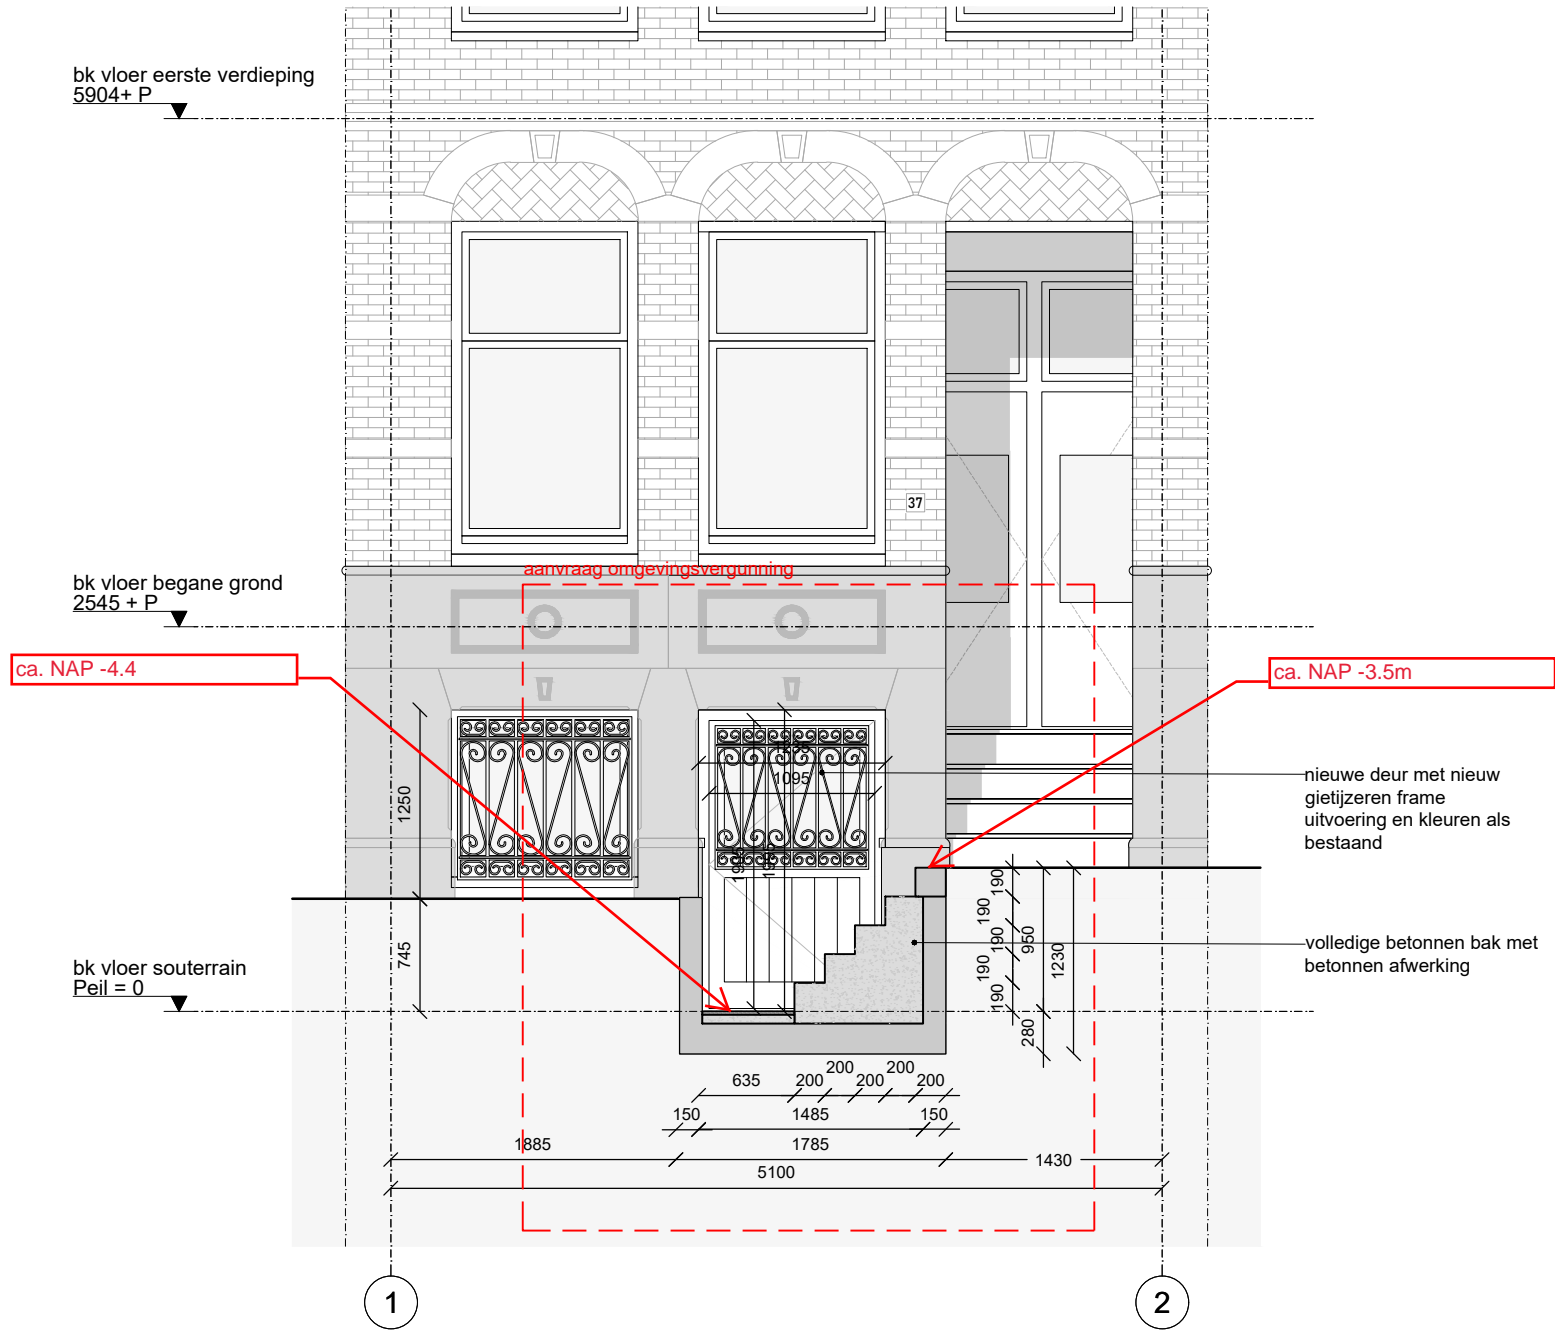 bk vloer eerste verdieping
5904+ P
37
aanvraag omgevingsvergunning
bk vloer begane grond
2545 + P
ca. NAP -4.4
ca. NAP -3.5m
1095
nieuwe deur met nieuw
gietijzeren frame
uitvoering en kleuren als
bestaand
1250
190
190
190
190
190
950
1230
280
volledige betonnen bak met
betonnen afwerking
745
bk vloer souterrain
Peil = 0
635
200
200
200
200
200
150
1485
150
1885
1785
1430
5100
1
2